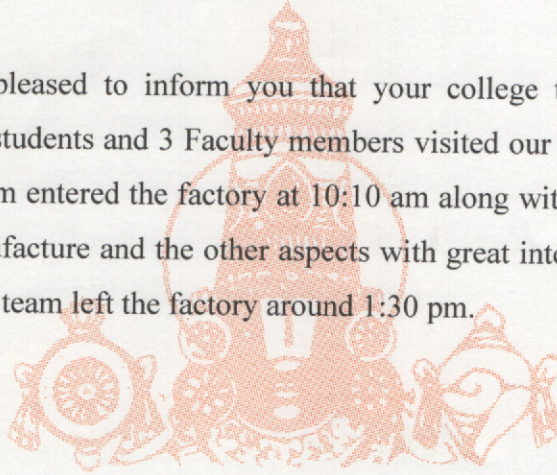 pleased to inform you that your college t
students and 3 Faculty members visited our
m entered the factory at 10:10 am along wit
facture and the other aspects with great inte
team left the factory around 1:30 pm.